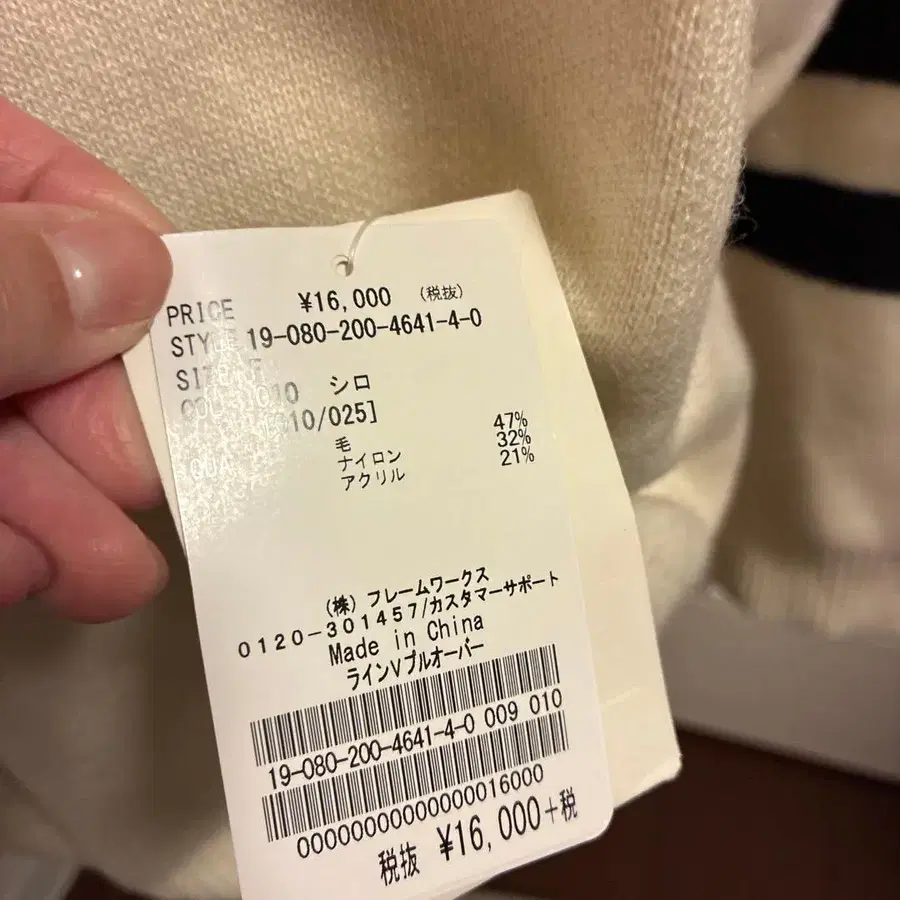 PRICE ¥16,000 (税抜)
STYLE 19-080-200-4641-4-0
シロ
10/025]
毛 47%
ナイロン 32%
アクリル 21%
(株) フレームワークス
0120-301457/カスタマーサポート
Made in China
ラインVプルオーバー
19-080-200-4641-4-0 009 010
00000000000000016000
税抜 ¥16,000+税